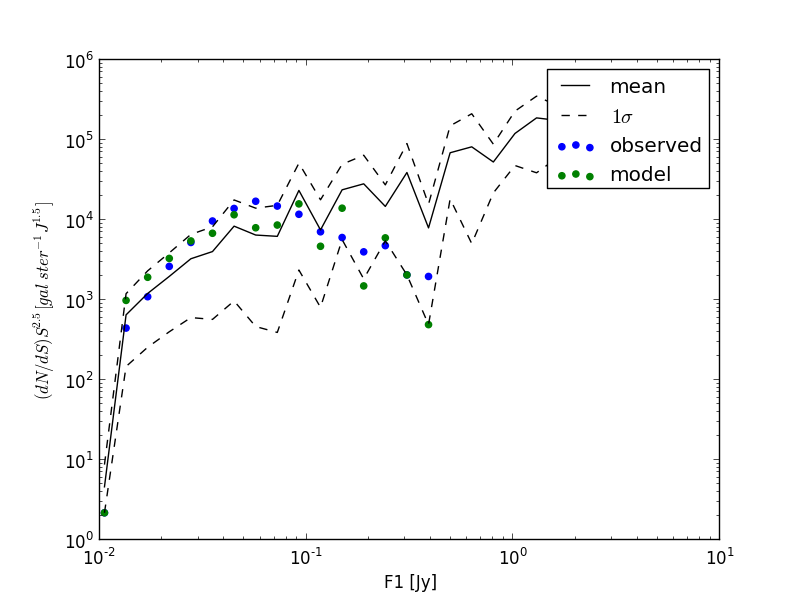 10^6
10^5
10^4
10^3
10^2
10^1
10^0
(dN/dS)S^{2.5} [gal ster^{-1} J^{1.5}]
mean
1σ
observed
model
10^-2 10^-1 10^0 10^1
F1 [Jy]